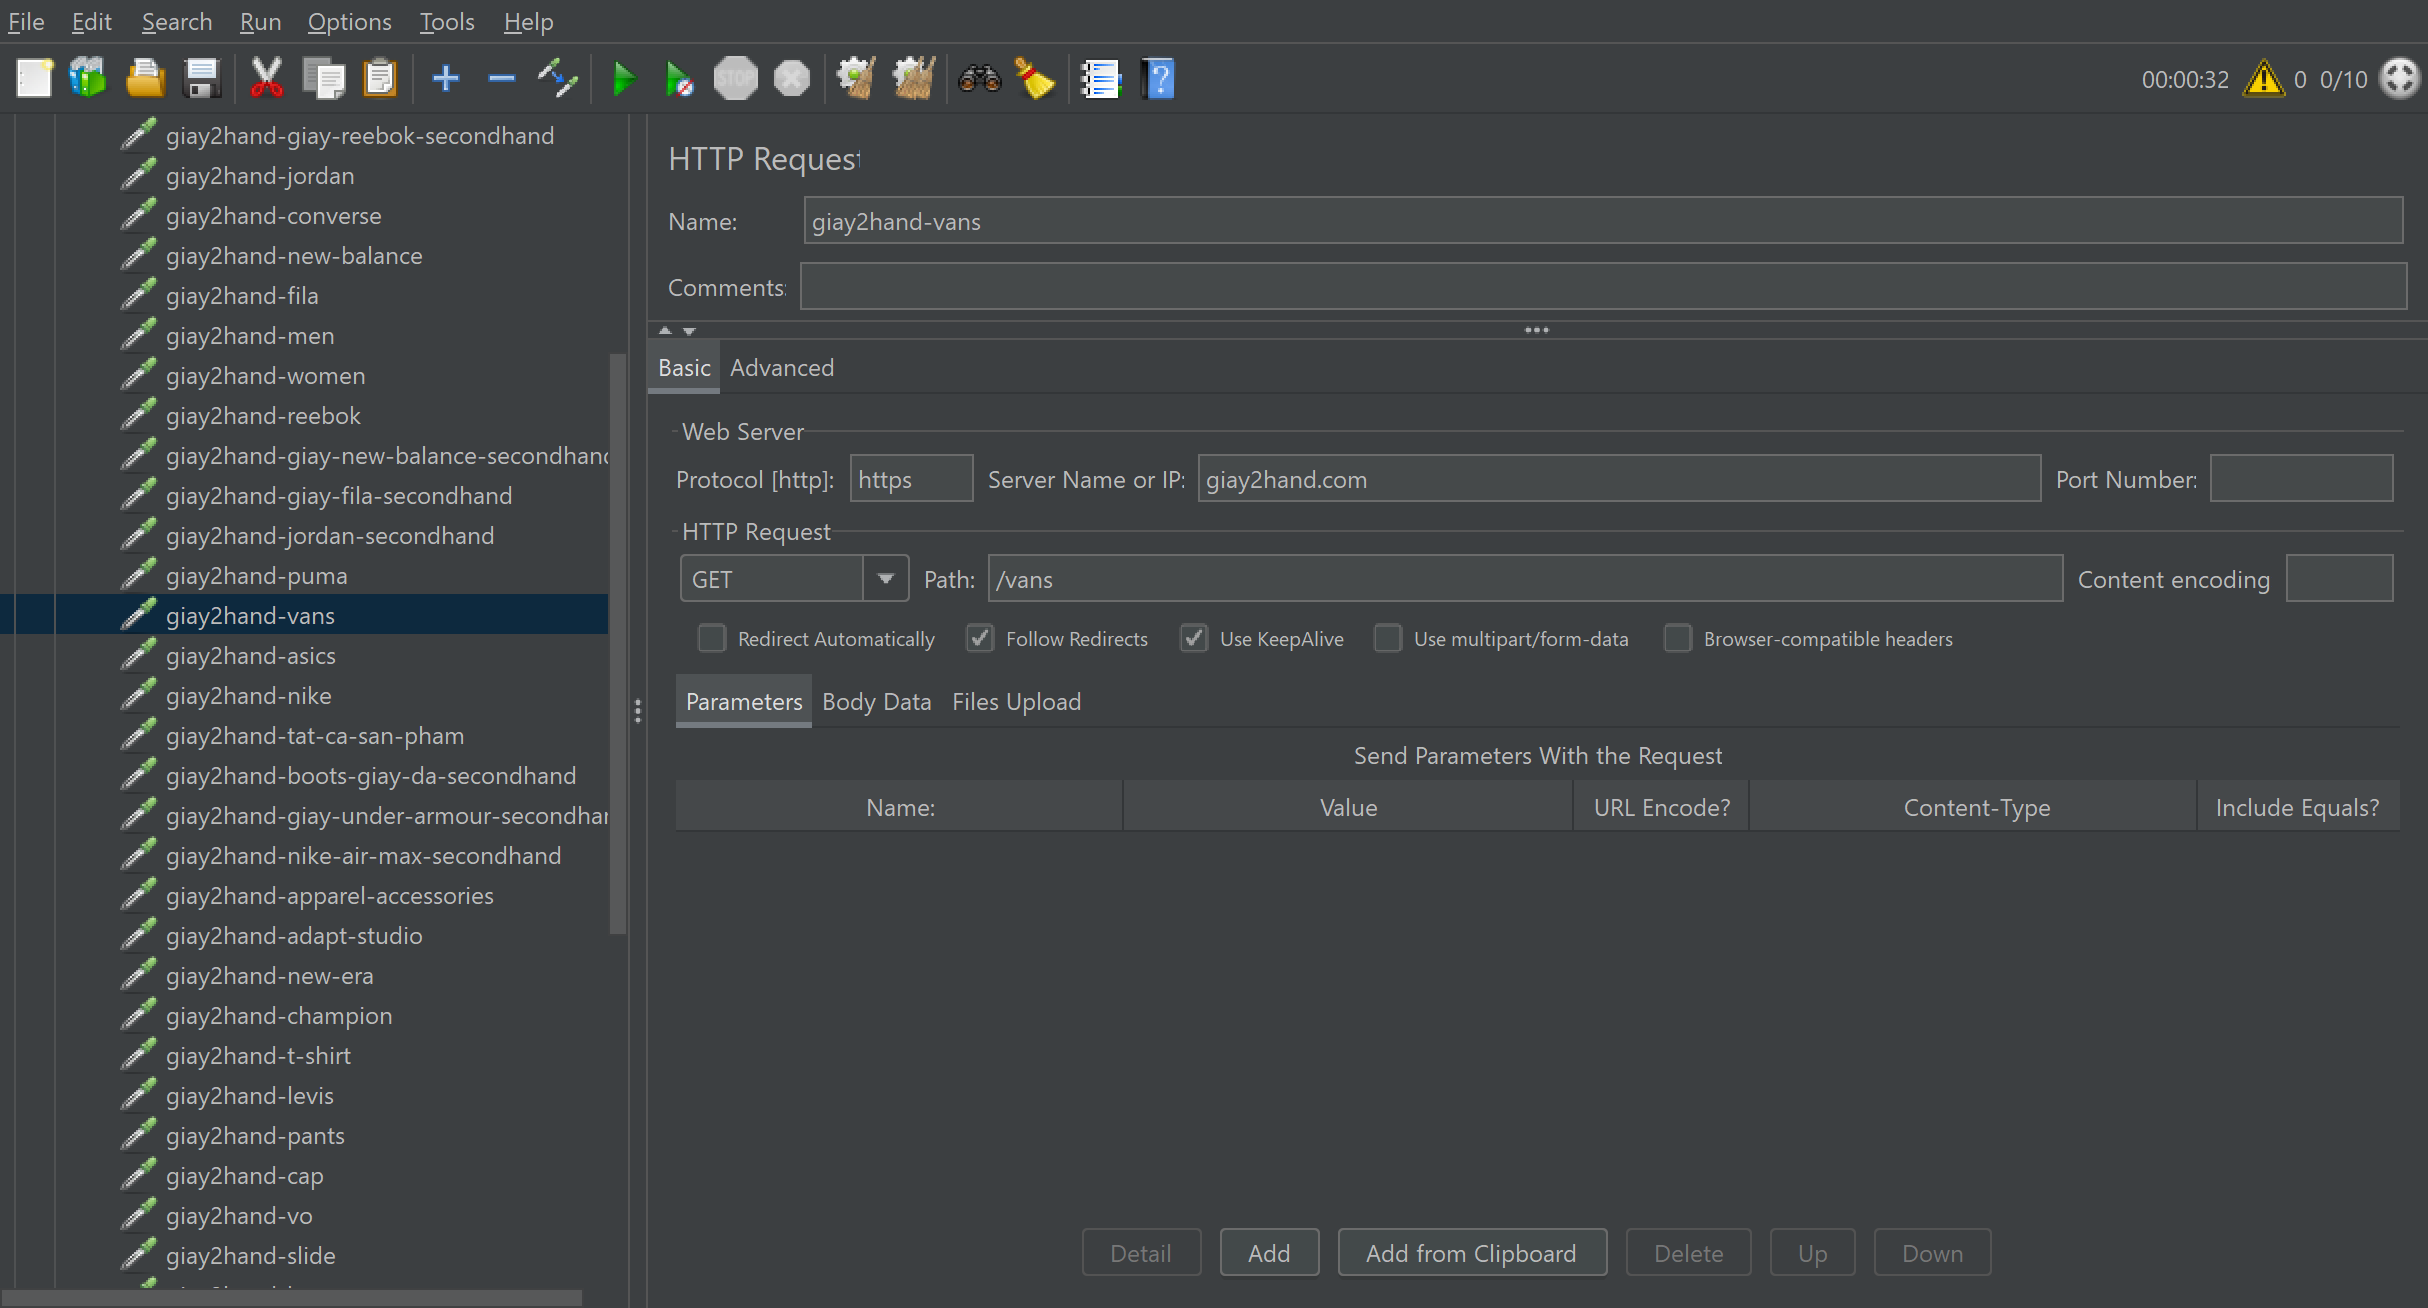 File Edit Search Run Options Tools Help
STOP
00:00:32 0 0/10
giay2hand-giay-reebok-secondhand
giay2hand-jordan
giay2hand-converse
giay2hand-new-balance
giay2hand-fila
giay2hand-men
giay2hand-women
giay2hand-reebok
giay2hand-giay-new-balance-secondhand
giay2hand-giay-fila-secondhand
giay2hand-jordan-secondhand
giay2hand-puma
giay2hand-vans
giay2hand-asics
giay2hand-nike
giay2hand-tat-ca-san-pham
giay2hand-boots-giay-da-secondhand
giay2hand-giay-under-armour-secondhan
giay2hand-nike-air-max-secondhand
giay2hand-apparel-accessories
giay2hand-adapt-studio
giay2hand-new-era
giay2hand-champion
giay2hand-t-shirt
giay2hand-levis
giay2hand-pants
giay2hand-cap
giay2hand-vo
giay2hand-slide
HTTP Request
Name: giay2hand-vans
Comments:
Basic Advanced
Web Server
Protocol [http]: https Server Name or IP: giay2hand.com Port Number:
HTTP Request
GET Path: /vans Content encoding
Redirect Automatically Follow Redirects Use KeepAlive Use multipart/form-data Browser-compatible headers
Parameters Body Data Files Upload
Send Parameters With the Request
Name: Value URL Encode? Content-Type Include Equals?
Detail Add Add from Clipboard Delete Up Down